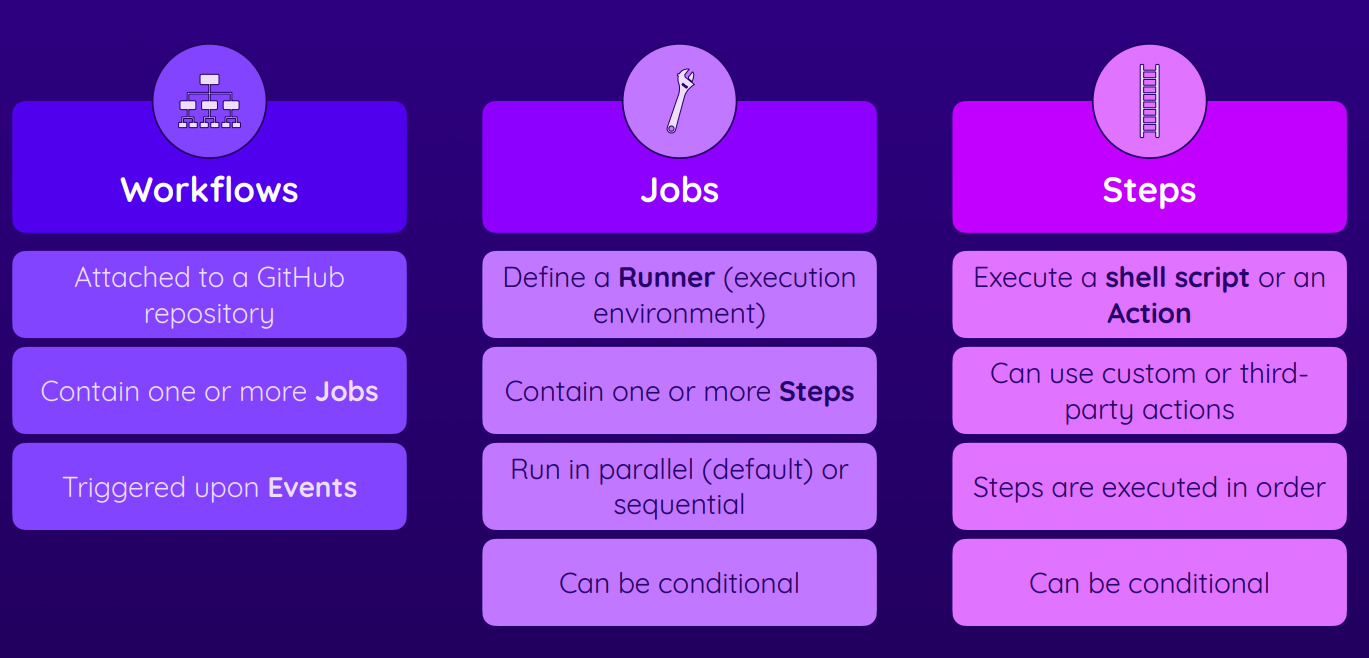 Workflows
Attached to a GitHub
repository
Contain one or more Jobs
Triggered upon Events
Jobs
Define a Runner (execution
environment)
Contain one or more Steps
Run in parallel (default) or
sequential
Can be conditional
Steps
Execute a shell script or an
Action
Can use custom or third-
party actions
Steps are executed in order
Can be conditional